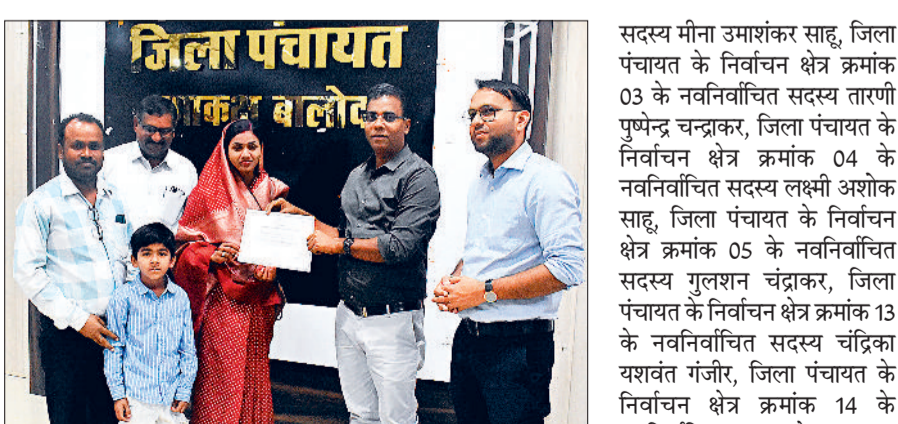 जिला पंचायत
बालोद
सदस्य मीना उमाशंकर साहू, जिला
पंचायत के निर्वाचन क्षेत्र क्रमांक
03 के नवनिर्वाचित सदस्य तारणी
पुष्पेन्द्र चन्द्राकर, जिला पंचायत के
निर्वाचन क्षेत्र क्रमांक 04 के
नवनिर्वाचित सदस्य लक्ष्मी अशोक
साहू, जिला पंचायत के निर्वाचन
क्षेत्र क्रमांक 05 के नवनिर्वाचित
सदस्य गुलशन चंद्राकर, जिला
पंचायत के निर्वाचन क्षेत्र क्रमांक 13
के नवनिर्वाचित सदस्य चंद्रिका
यशवंत गंजीर, जिला पंचायत के
निर्वाचन क्षेत्र क्रमांक 14 के